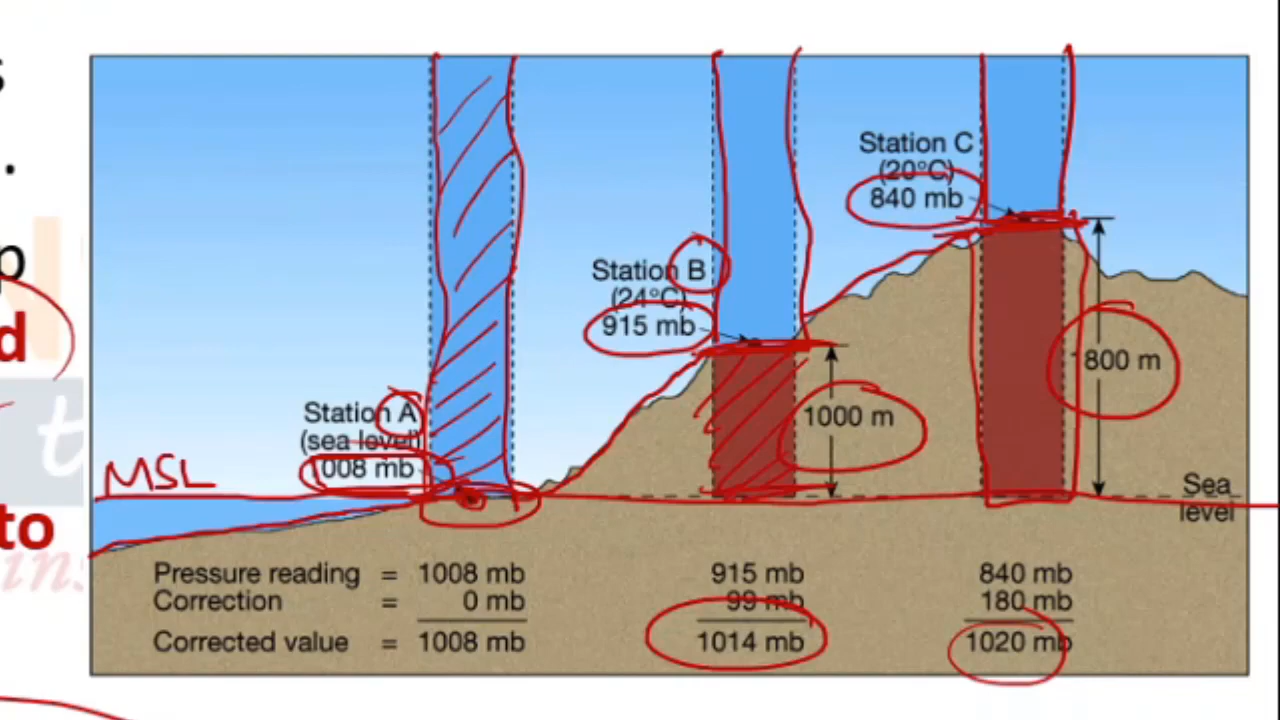 s
.
p
d
t
to
ins
MSL
Station A
(sea level)
1008 mb
Station B
(24°C)
915 mb
Station C
(20°C)
840 mb
1000 m
1800 m
Sea
level
Pressure reading = 1008 mb 915 mb 840 mb
Correction = 0 mb 99 mb 180 mb
Corrected value = 1008 mb 1014 mb 1020 mb